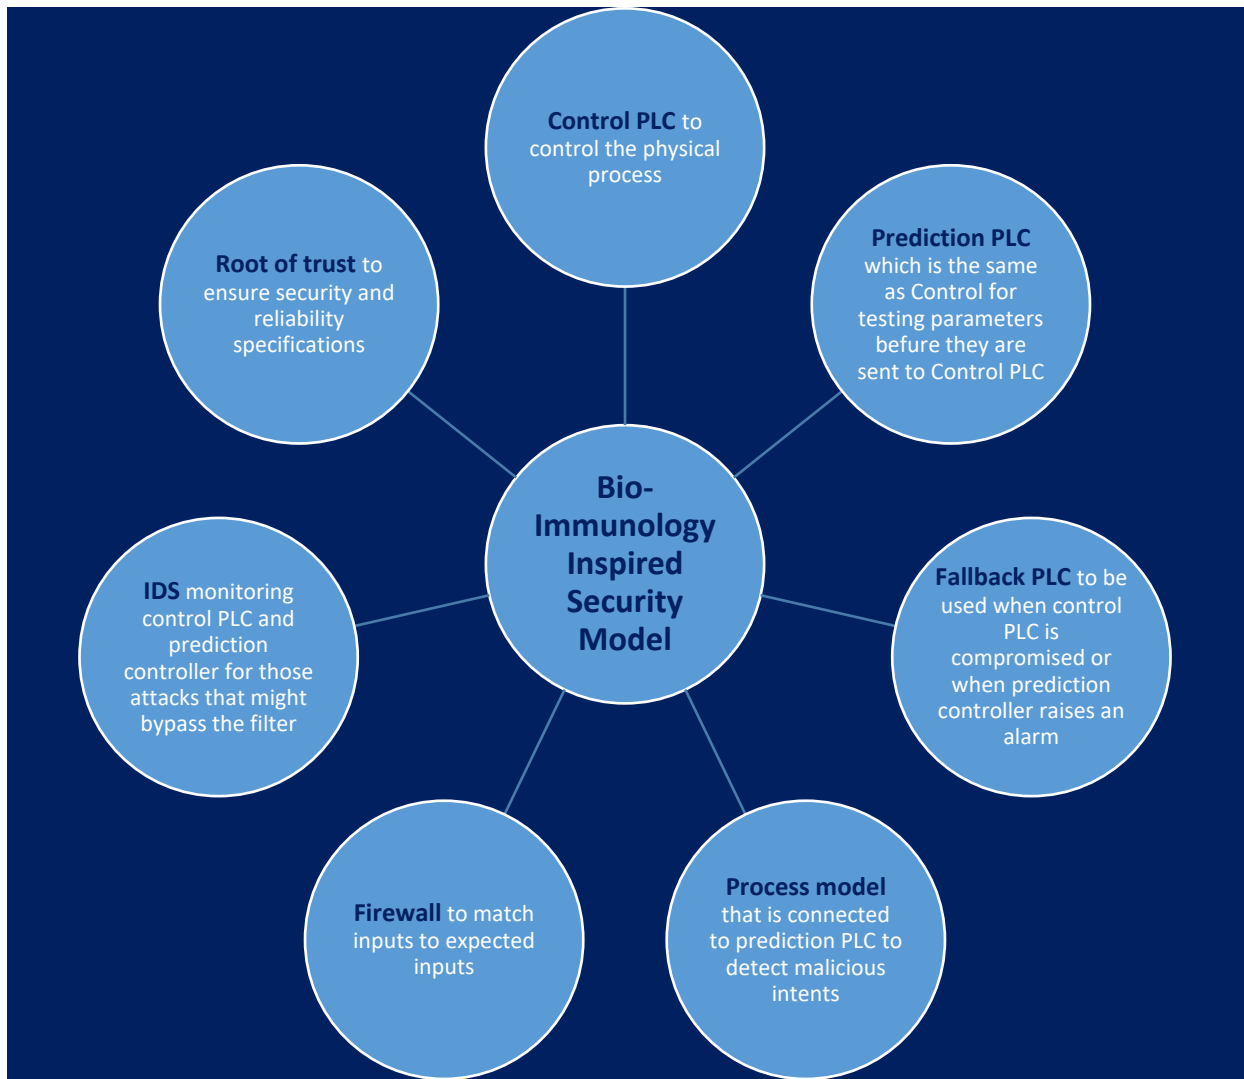 Control PLC to
control the physical
process
Prediction PLC
which is the same
as Control for
testing parameters
befure they are
sent to Control PLC
Root of trust to
ensure security and
reliability
specifications
Bio-
Immunology
Inspired
Security
Model
Fallback PLC to be
used when control
PLC is
compromised or
when prediction
controller raises an
alarm
IDS monitoring
control PLC and
prediction
controller for those
attacks that might
bypass the filter
Process model
that is connected
to prediction PLC to
detect malicious
intents
Firewall to match
inputs to expected
inputs